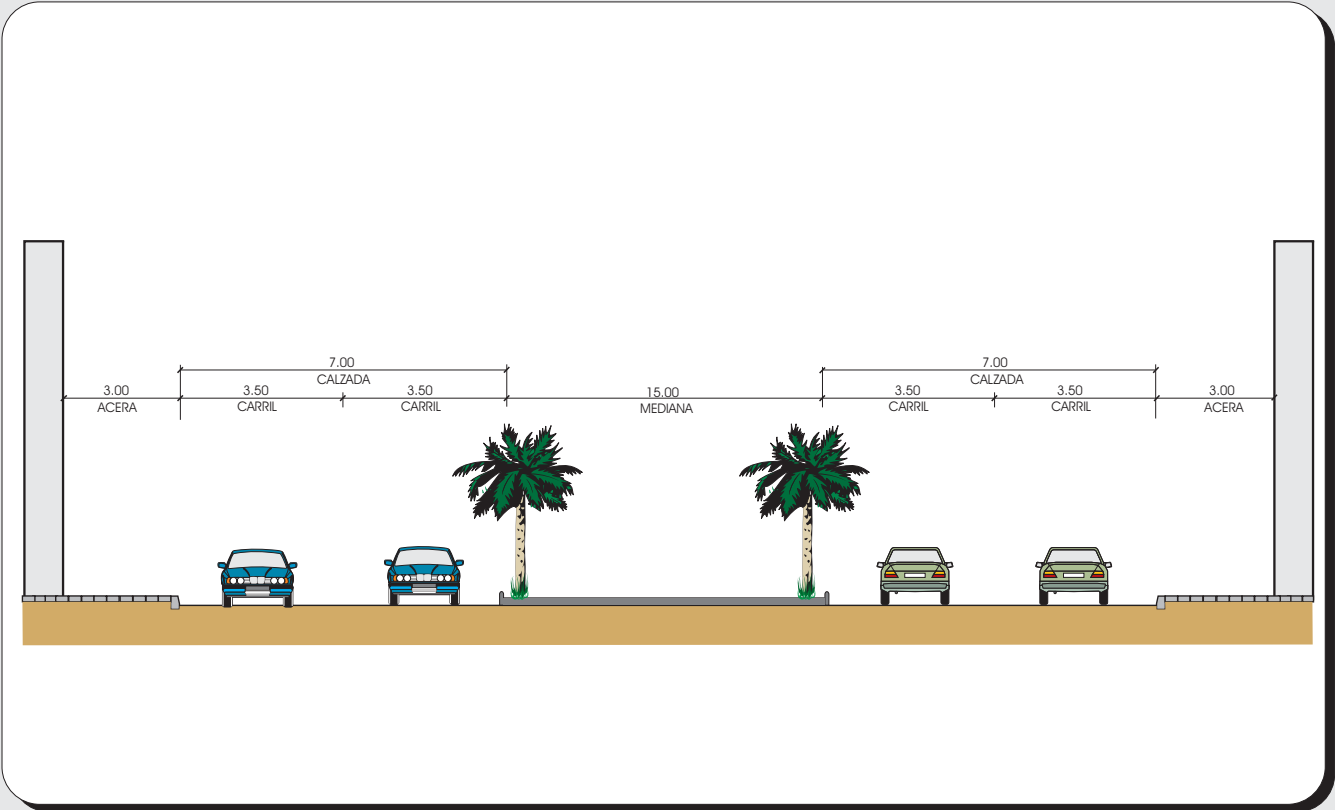 7.00
CALZADA
7.00
CALZADA
3.00
ACERA
3.50
CARRIL
3.50
CARRIL
15.00
MEDIANA
3.50
CARRIL
3.50
CARRIL
3.00
ACERA